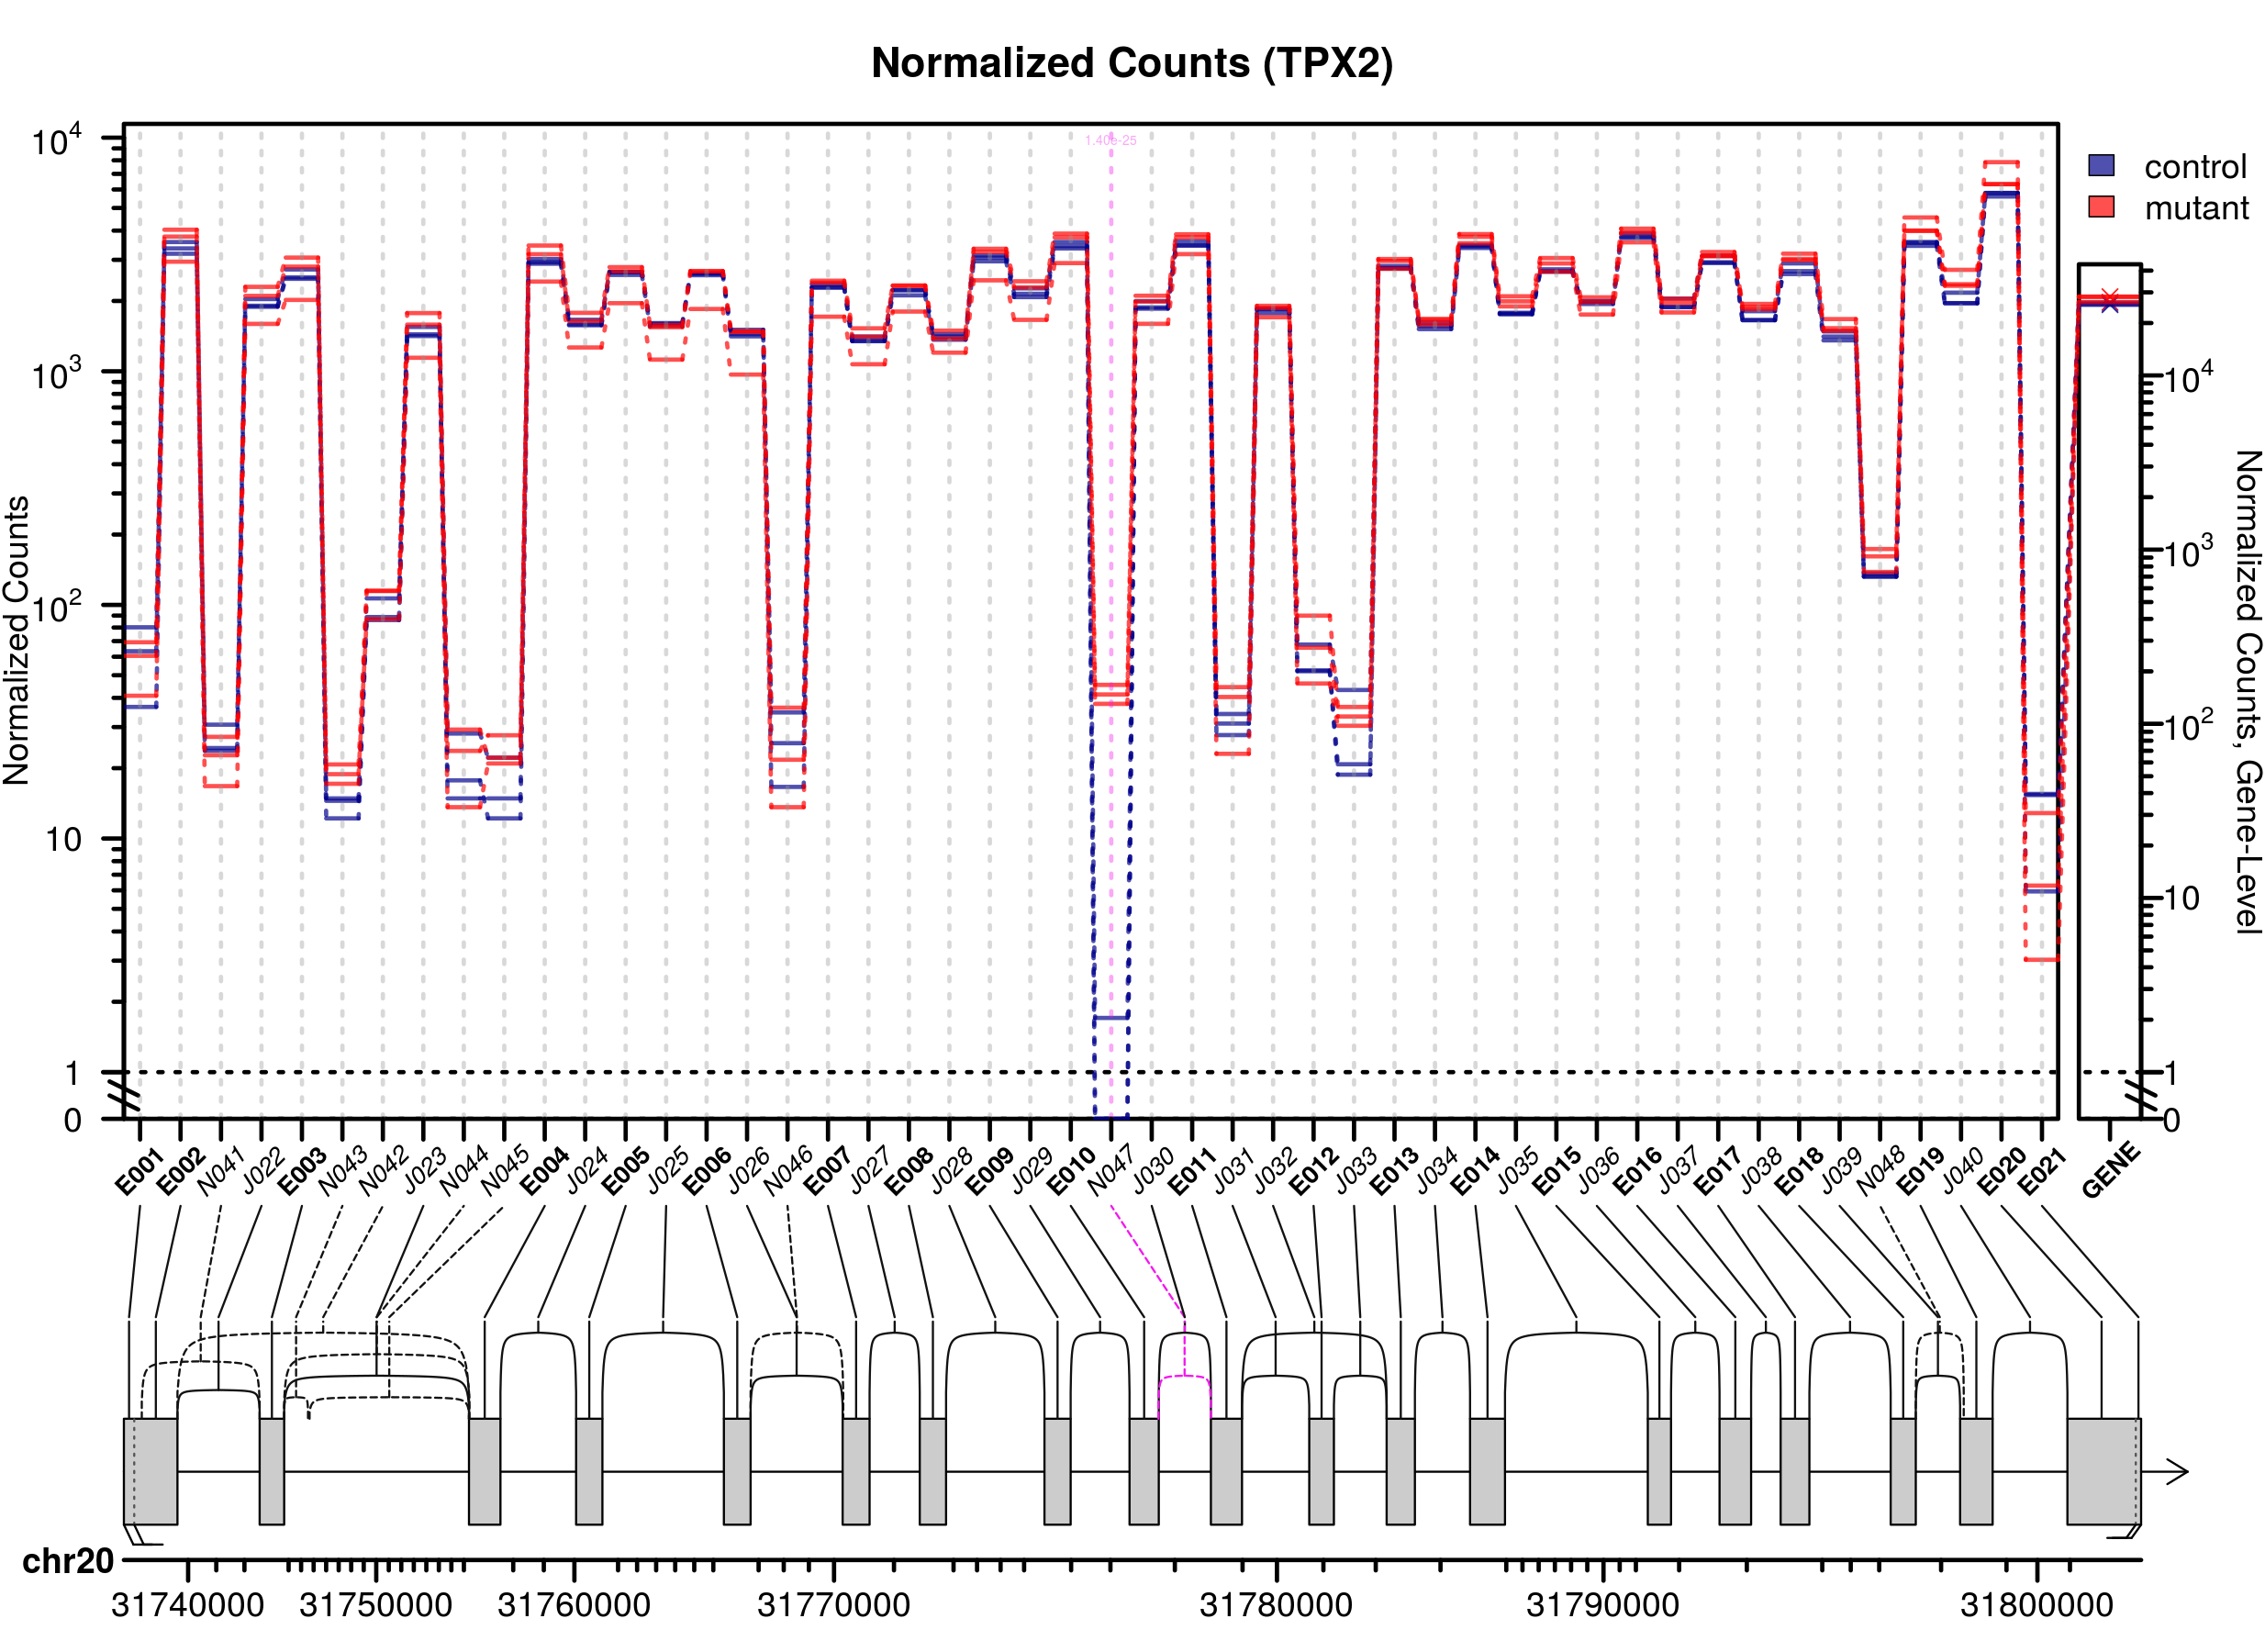 Normalized Counts (TPX2)
1.40e-25
control
mutant
Normalized Counts
10^4
10^3
10^2
10
1
0
10^4
10^3
10^2
10
1
0
Normalized Counts, Gene-Level
E001 E002 N041 J022 E003 N043 N042 J023 N044 N045 E004 J024 E005 J025 E006 J026 N046 E007 J027 E008 J028 E009 J029 E010 N047 J030 E011 J031 J032 E012 J033 E013 J034 E014 J035 E015 J036 E016 J037 E017 J038 E018 J039 N048 E019 J040 E020 E021 GENE
chr20
31740000 31750000 31760000 31770000 31780000 31790000 31800000